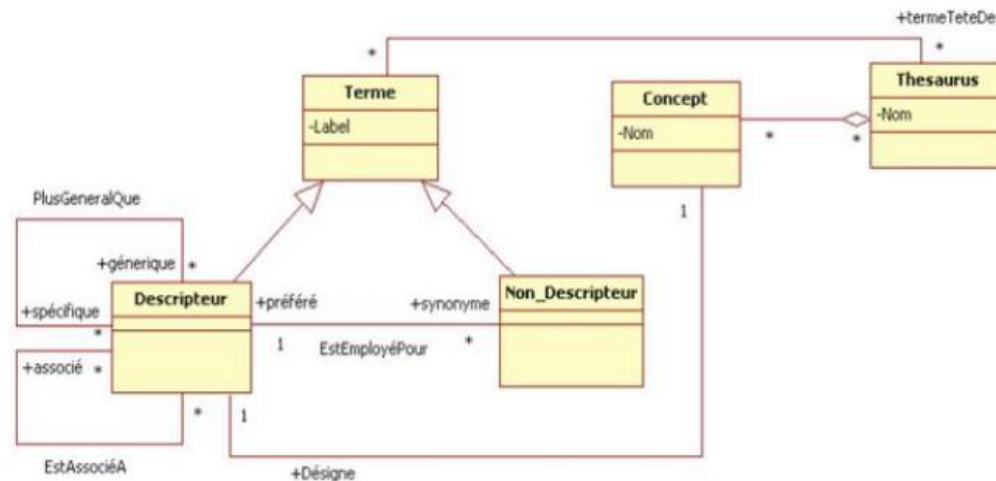 +termeTeteDe
*
*
Terme
-Label
Concept
-Nom
Thesaurus
-Nom
*
*
PlusGeneralQue
1
+génerique
*
Descripteur
+préféré
+synonyme
Non_Descripteur
+spécifique
*
1
EstEmployéPour
*
+associé
*
*
1
EstAssociéA
+Désigne